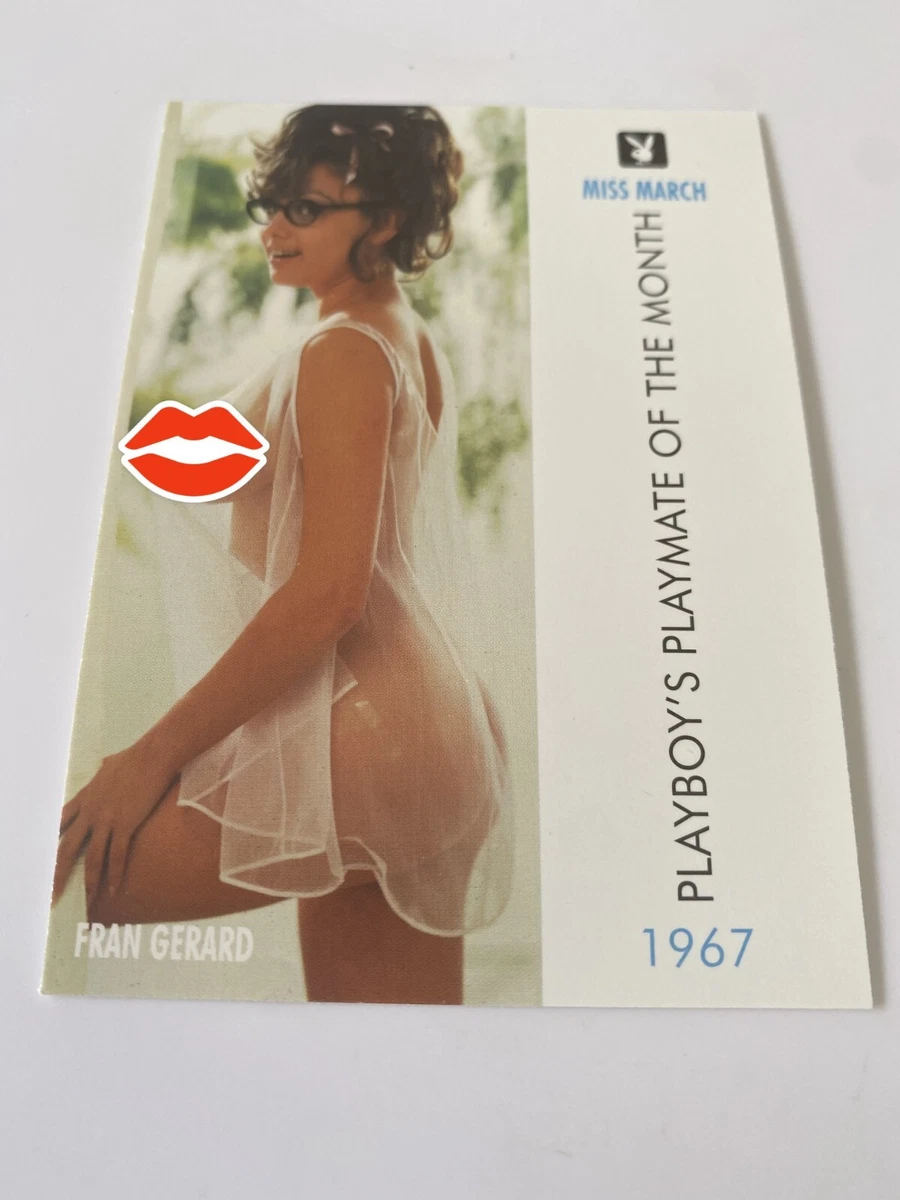 MISS MARCH
PLAYBOY'S PLAYMATE OF THE MONTH
1967
FRAN GERARD